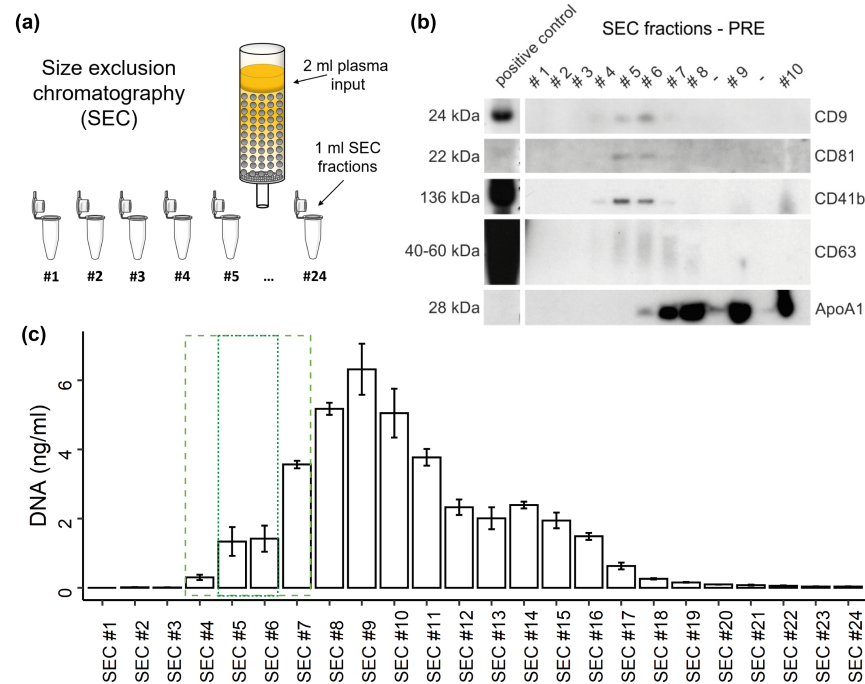 (a)
Size exclusion
chromatography
(SEC)
2 ml plasma
input
1 ml SEC
fractions
#1 #2 #3 #4 #5 ... #24
(b)
SEC fractions - PRE
positive control # 1 # 2 # 3 # 4 # 5 # 6 # 7 # 8 - # 9 - #10
24 kDa CD9
22 kDa CD81
136 kDa CD41b
40-60 kDa CD63
28 kDa ApoA1
(c)
DNA (ng/ml)
6
4
2
0
SEC #1
SEC #2
SEC #3
SEC #4
SEC #5
SEC #6
SEC #7
SEC #8
SEC #9
SEC #10
SEC #11
SEC #12
SEC #13
SEC #14
SEC #15
SEC #16
SEC #17
SEC #18
SEC #19
SEC #20
SEC #21
SEC #22
SEC #23
SEC #24